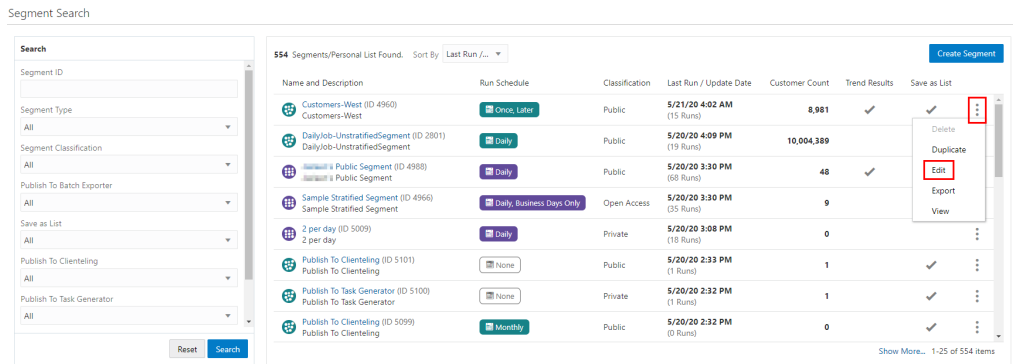 Segment Search
Search
Segment ID
Segment Type
All
Segment Classification
All
Publish To Batch Exporter
All
Save as List
All
Publish To Clienteling
All
Publish To Task Generator
All
Reset
Search
554 Segments/Personal List Found.
Sort By
Last Run /...
Create Segment
Name and Description
Run Schedule
Classification
Last Run / Update Date
Customer Count
Trend Results
Save as List
Customers-West (ID 4960)
Customers-West
Once, Later
Public
5/21/20 4:02 AM
(15 Runs)
8,981
DailyJob-UnstratifiedSegment (ID 2801)
DailyJob-UnstratifiedSegment
Daily
Public
5/20/20 4:09 PM
(19 Runs)
10,004,389
Public Segment (ID 4988)
Public Segment
Daily
Public
5/20/20 3:30 PM
(68 Runs)
48
Sample Stratified Segment (ID 4966)
Sample Stratified Segment
Daily, Business Days Only
Open Access
5/20/20 3:30 PM
(35 Runs)
9
2 per day (ID 5009)
2 per day
Daily
Private
5/20/20 3:08 PM
(18 Runs)
0
Publish To Clienteling (ID 5101)
Publish To Clienteling
None
Public
5/20/20 2:33 PM
(1 Runs)
1
Publish To Task Generator (ID 5100)
Publish To Task Generator
None
Private
5/20/20 2:32 PM
(1 Runs)
1
Publish To Clienteling (ID 5099)
Publish To Clienteling
Monthly
Public
5/20/20 2:32 PM
(0 Runs)
0
Delete
Duplicate
Edit
Export
View
Show More...
1-25 of 554 items